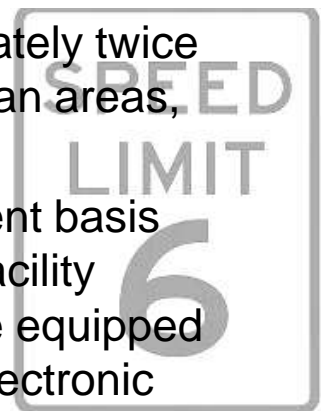 ately twice
SPEED
an areas,
LIMIT
ent basis
6
acility
e equipped
ectronic